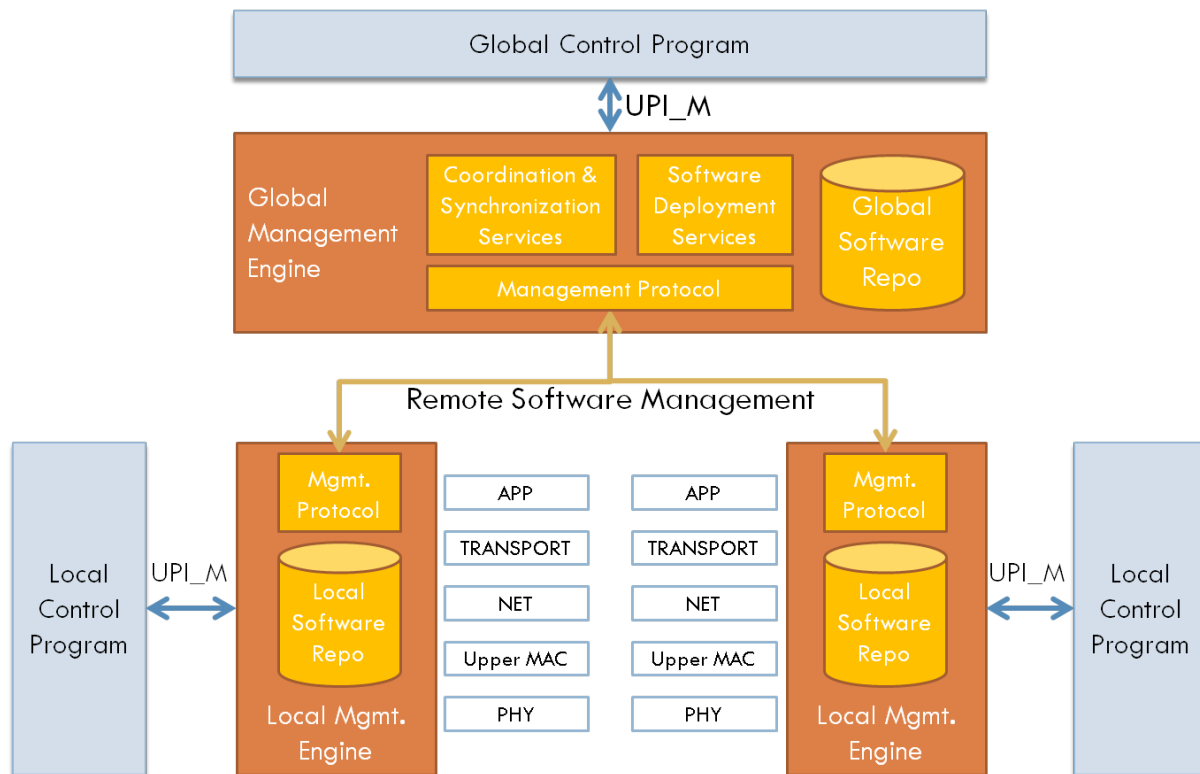 Global Control Program
UPI_M
Global
Management
Engine
Coordination &
Synchronization
Services
Software
Deployment
Services
Global
Software
Repo
Management Protocol
Remote Software Management
Local
Control
Program
UPI_M
Mgmt.
Protocol
Local
Software
Repo
Local Mgmt.
Engine
APP
TRANSPORT
NET
Upper MAC
PHY
APP
TRANSPORT
NET
Upper MAC
PHY
Mgmt.
Protocol
Local
Software
Repo
Local Mgmt.
Engine
UPI_M
Local
Control
Program